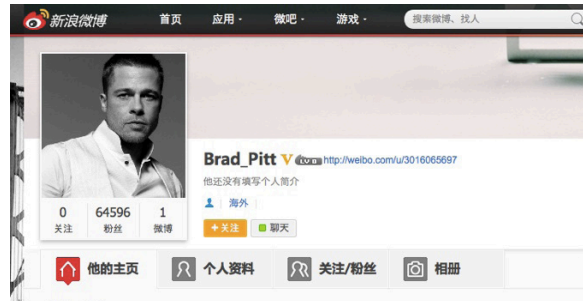 新浪微博 首页 应用 微吧 游戏 搜索微博、找人
Brad_Pitt V http://weibo.com/u/3016065697
他还没有填写个人简介
海外
0 64596 1
关注 粉丝 微博
+关注 聊天
他的主页 个人资料 关注/粉丝 相册